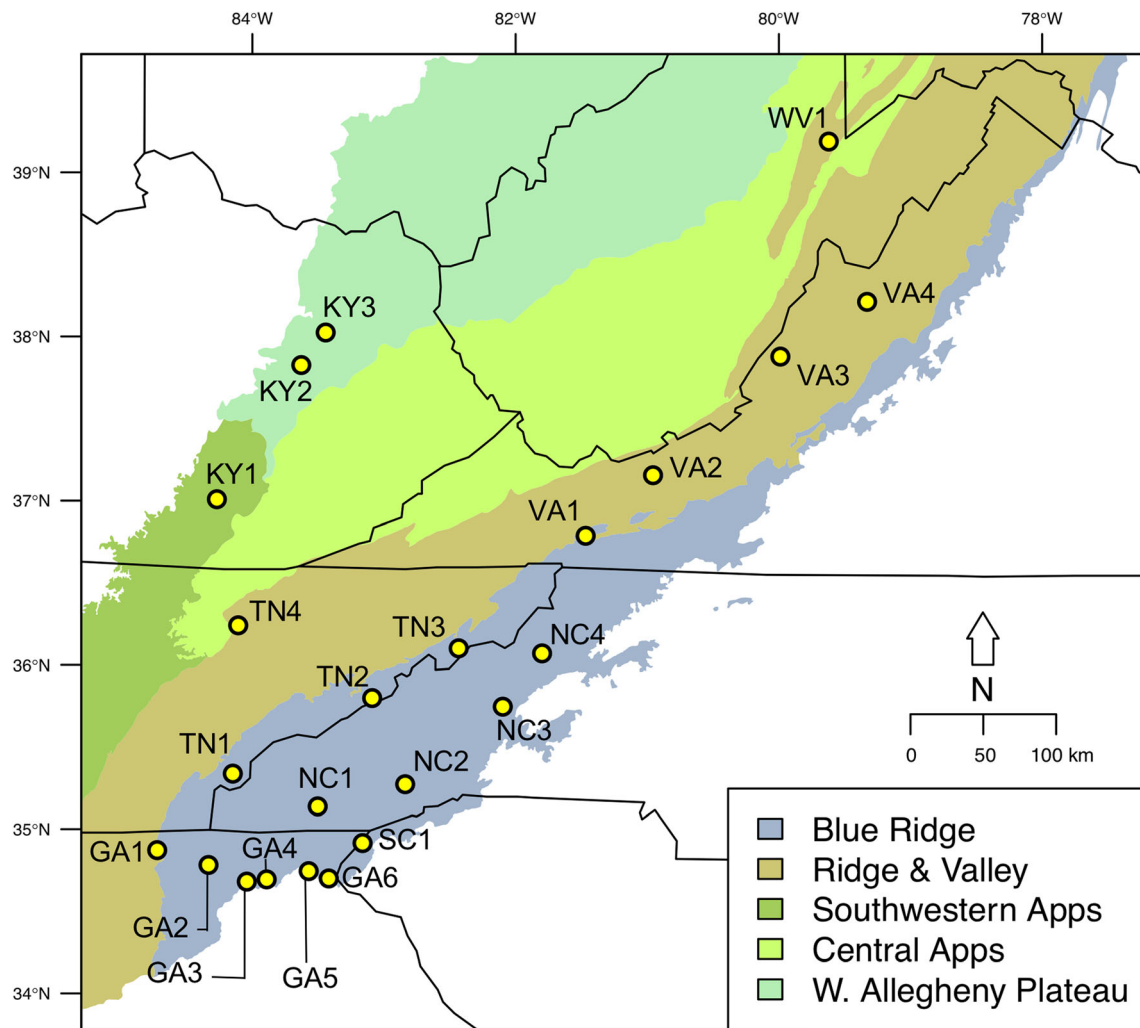 84°W 82°W 80°W 78°W
WV1
39°N
VA4
KY3
38°N
VA3
KY2
VA2
KY1
37°N
VA1
TN4
TN3
NC4
36°N
TN2
N
NC3
TN1
0 50 100 km
NC2
NC1
35°N
GA1
GA4
SC1
GA6
GA2
GA3
GA5
34°N
Blue Ridge
Ridge & Valley
Southwestern Apps
Central Apps
W. Allegheny Plateau